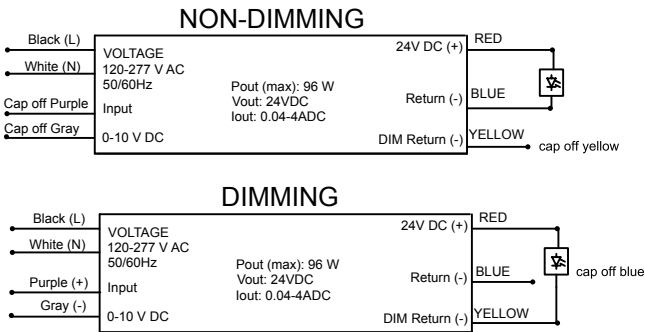 NON-DIMMING
Black (L)
White (N)
Cap off Purple
Cap off Gray
VOLTAGE
120-277 V AC
50/60Hz
Input
0-10 V DC
Pout (max): 96 W
Vout: 24VDC
Iout: 0.04-4ADC
24V DC (+)
Return (-)
DIM Return (-)
RED
BLUE
YELLOW
cap off yellow
DIMMING
Black (L)
White (N)
Purple (+)
Gray (-)
VOLTAGE
120-277 V AC
50/60Hz
Input
0-10 V DC
Pout (max): 96 W
Vout: 24VDC
Iout: 0.04-4ADC
24V DC (+)
Return (-)
DIM Return (-)
RED
BLUE
YELLOW
cap off blue